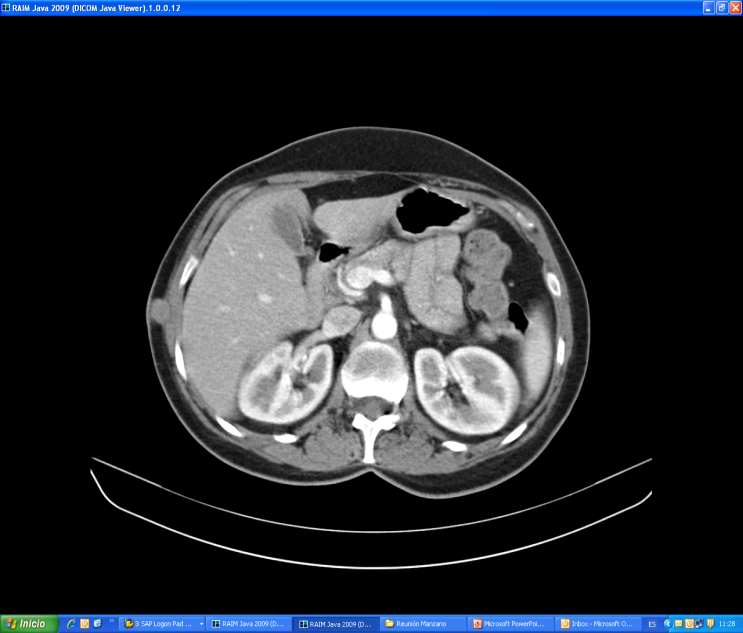 RAIM Java 2009 (DICOM Java Viewer).1.0.0.12
Inicio
3 SAP Logon Pad ...
RAIM Java 2009 (D...
RAIM Java 2009 (D...
Reunión Manzano
Microsoft PowerPoi...
Inbox - Microsoft O...
ES
11:28